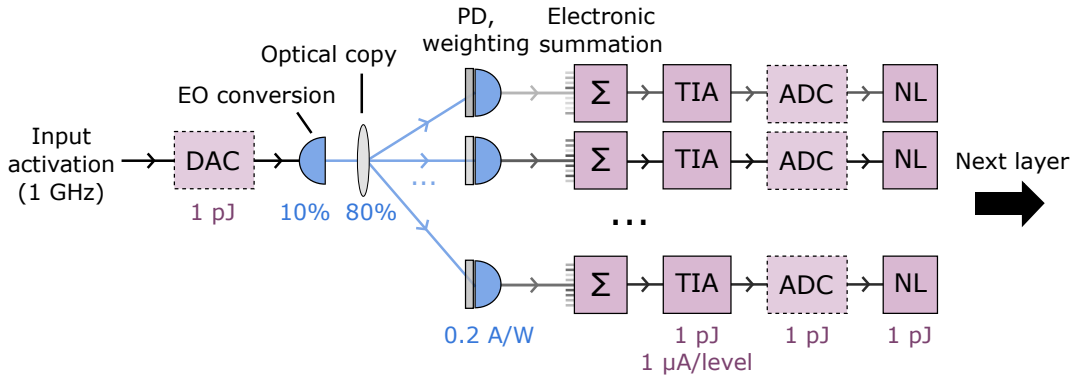 PD,
weighting
Electronic
summation
Optical copy
EO conversion
Input
activation
(1 GHz)
DAC
1 pJ
10%
80%
...
Σ
TIA
ADC
NL
Σ
TIA
ADC
NL
...
Σ
TIA
ADC
NL
0.2 A/W
1 pJ
1 μA/level
1 pJ
1 pJ
Next layer